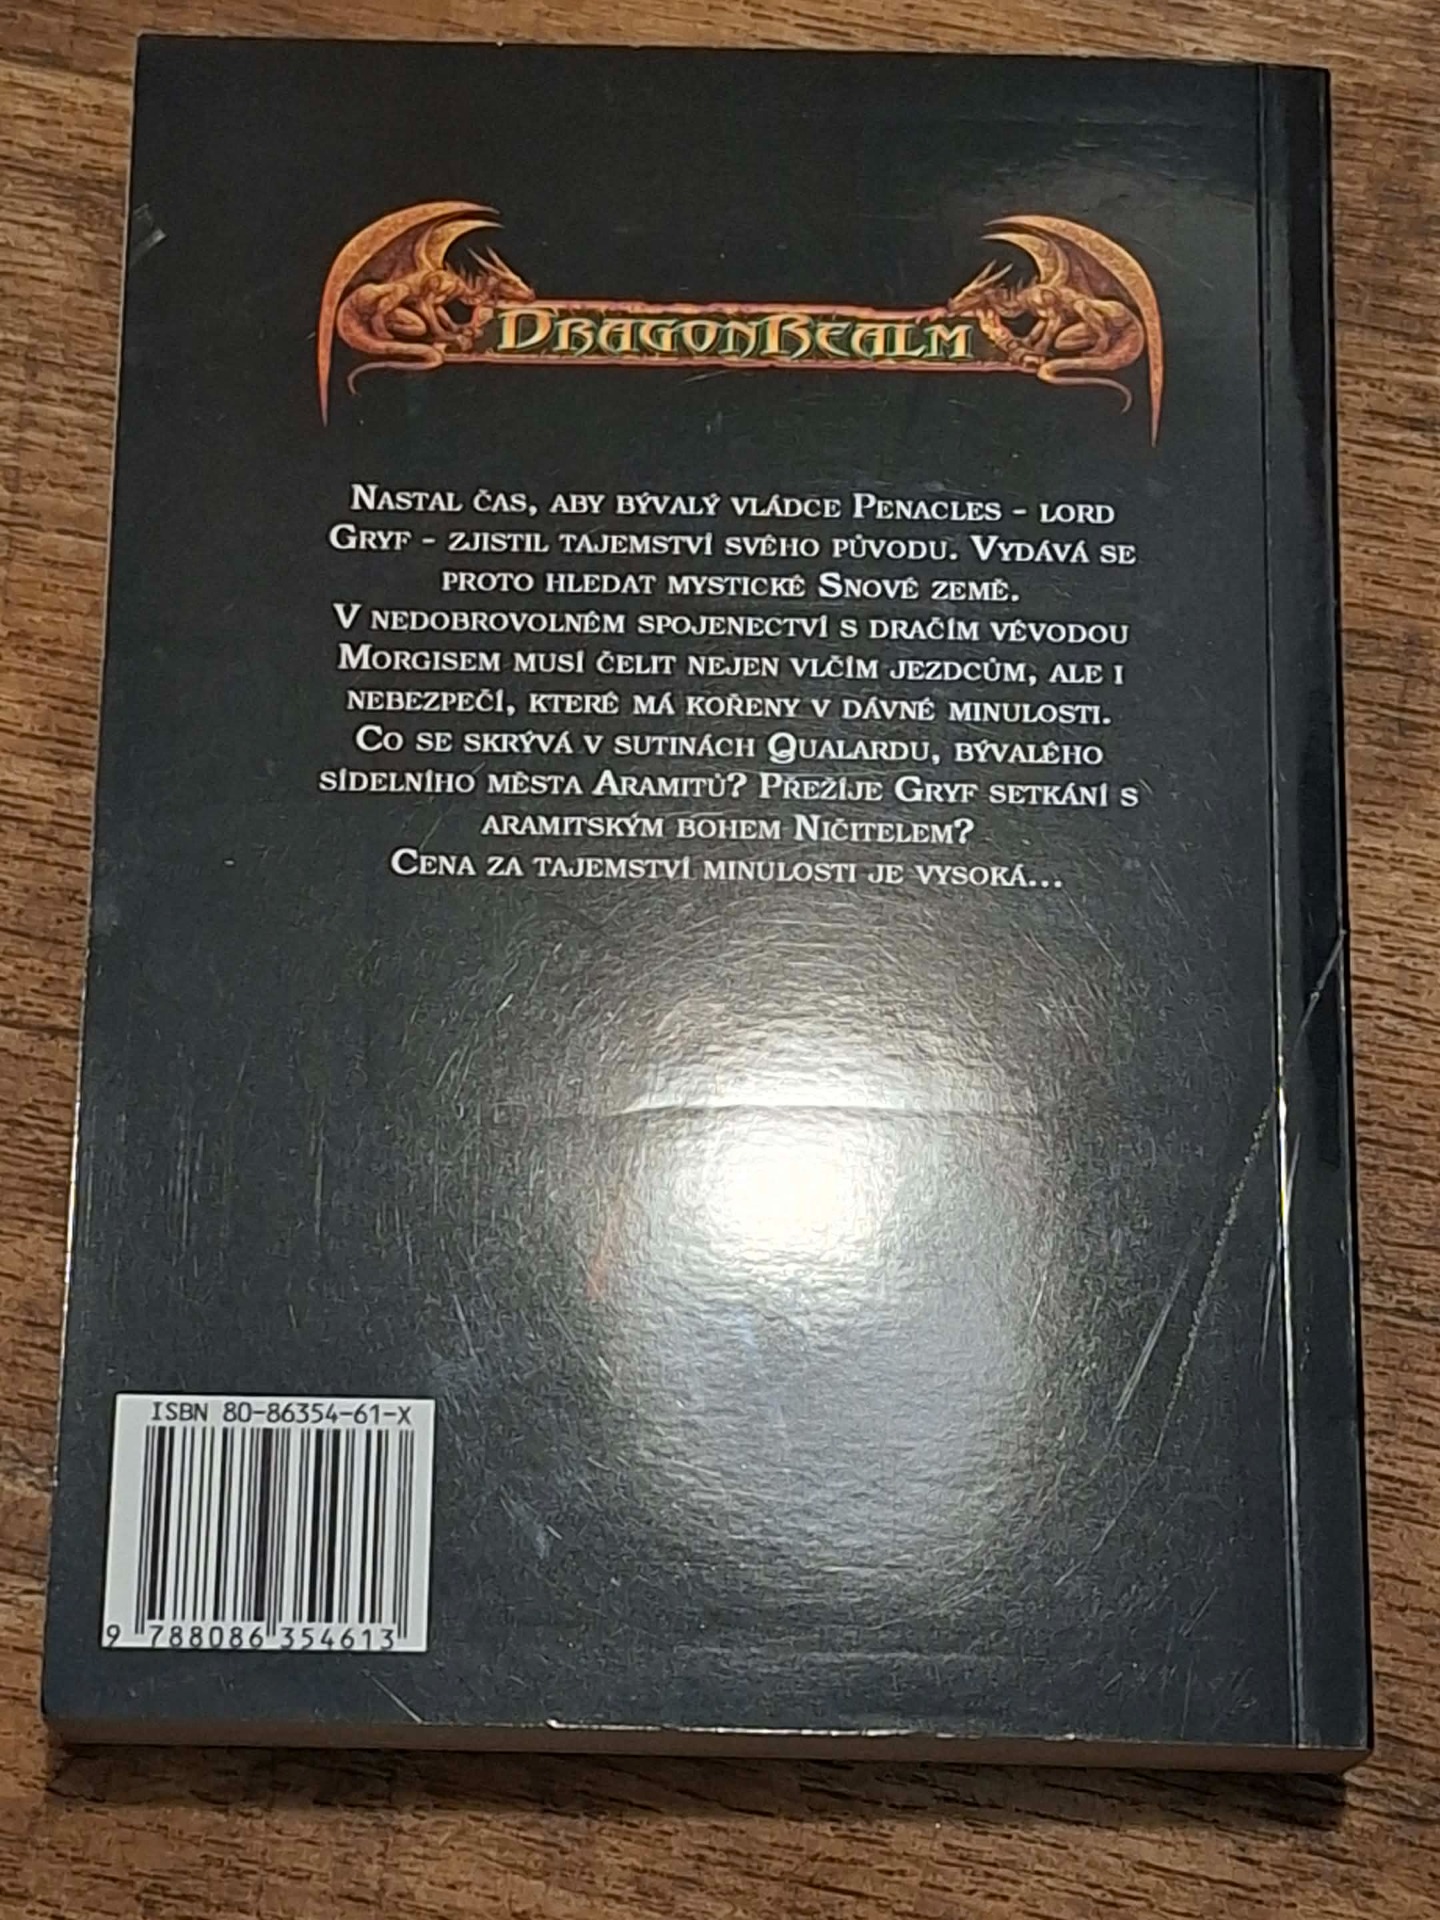 DragonRealm
Nastal čas, aby bývalý vládce Penacles - lord
Gryf - zjistil tajemství svého původu. Vydává se
proto hledat mystické Snové země.
V nedobrovolném spojenectví s dračím vévodou
Morgisem musí čelit nejen vlčím jezdcům, ale i
nebezpečí, které má kořeny v dávné minulosti.
Co se skrývá v sutinách Qualardu, bývalého
sídelního města Aramitů? Přežíje Gryf setkání s
aramitským bohem Ničitelem?
Cena za tajemství minulosti je vysoká...
ISBN 80-86354-61-X
9 788086 354613